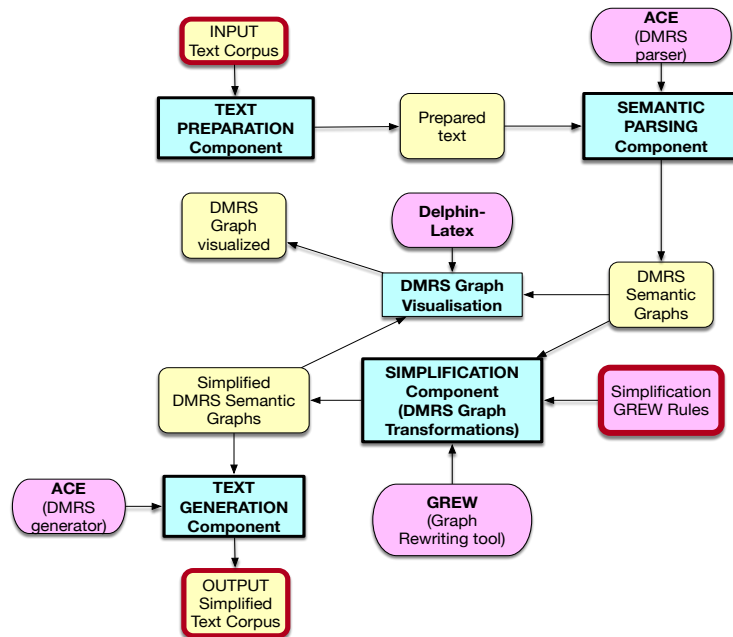 INPUT
Text Corpus
ACE
(DMRS
parser)
TEXT
PREPARATION
Component
Prepared
text
SEMANTIC
PARSING
Component
DMRS
Graph
visualized
Delphin-
Latex
DMRS Graph
Visualisation
DMRS
Semantic
Graphs
Simplified
DMRS Semantic
Graphs
SIMPLIFICATION
Component
(DMRS Graph
Transformations)
Simplification
GREW Rules
ACE
(DMRS
generator)
TEXT
GENERATION
Component
GREW
(Graph
Rewriting tool)
OUTPUT
Simplified
Text Corpus